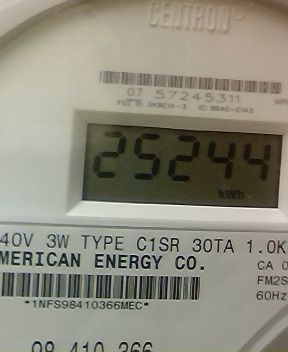 CENTRON
07 57245311
25244
kWh
40V 3W TYPE C1SR 30TA 1.0K
MERICAN ENERGY CO.
CA 0
FM2S
*1NFS98410366MEC*
60Hz
98 410 366